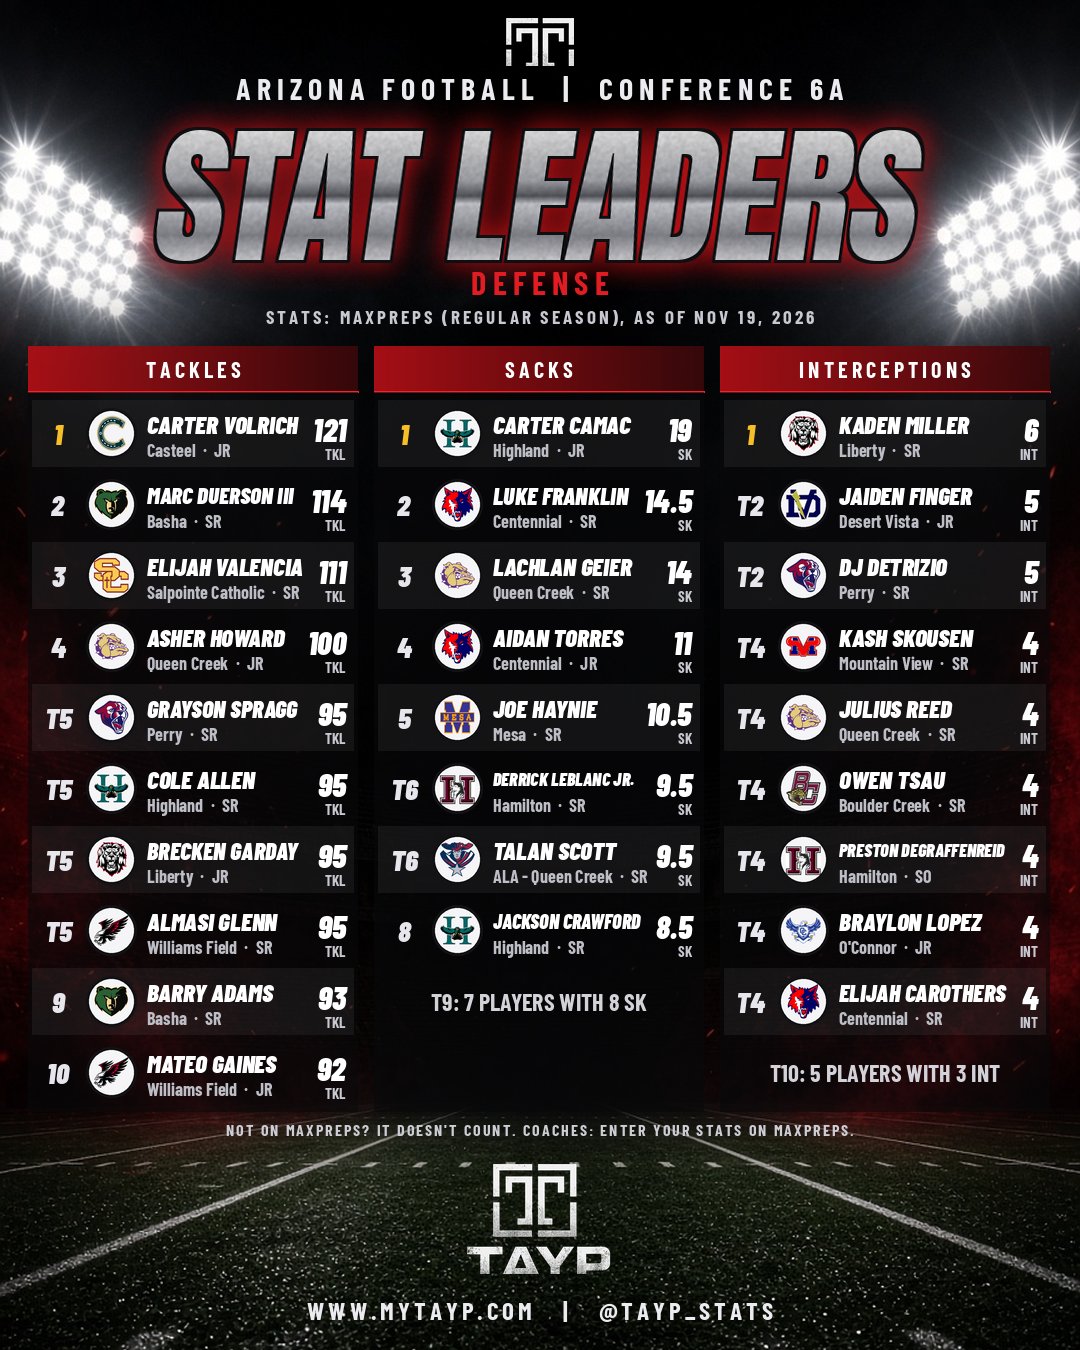 ARIZONA FOOTBALL | CONFERENCE 6A
STAT LEADERS
DEFENSE
STATS: MAXPREPS (REGULAR SEASON), AS OF NOV 19, 2026
TACKLES
1 CARTER VOLRICH 121
Casteel · JR TKL
2 MARC DUERSON III 114
Basha · SR TKL
3 ELIJAH VALENCIA 111
Salpointe Catholic · SR TKL
4 ASHER HOWARD 100
Queen Creek · JR TKL
T5 GRAYSON SPRAGG 95
Perry · SR TKL
T5 COLE ALLEN 95
Highland · SR TKL
T5 BRECKEN GARDAY 95
Liberty · JR TKL
T5 ALMASI GLENN 95
Williams Field · SR TKL
9 BARRY ADAMS 93
Basha · SR TKL
10 MATEO GAINES 92
Williams Field · JR TKL
SACKS
1 CARTER CAMAC 19
Highland · JR SK
2 LUKE FRANKLIN 14.5
Centennial · SR SK
3 LACHLAN GEIER 14
Queen Creek · SR SK
4 AIDAN TORRES 11
Centennial · JR SK
5 JOE HAYNIE 10.5
Mesa · SR SK
T6 DERRICK LEBLANC JR. 9.5
Hamilton · SR SK
T6 TALAN SCOTT 9.5
ALA - Queen Creek · SR SK
8 JACKSON CRAWFORD 8.5
Highland · SR SK
T9: 7 PLAYERS WITH 8 SK
INTERCEPTIONS
1 KADEN MILLER 6
Liberty · SR INT
T2 JAIDEN FINGER 5
Desert Vista · JR INT
T2 DJ DETRIZIO 5
Perry · SR INT
T4 KASH SKOUSEN 4
Mountain View · SR INT
T4 JULIUS REED 4
Queen Creek · SR INT
T4 OWEN TSAU 4
Boulder Creek · SR INT
T4 PRESTON DEGRAFFENREID 4
Hamilton · SO INT
T4 BRAYLON LOPEZ 4
O'Connor · JR INT
T4 ELIJAH CAROTHERS 4
Centennial · SR INT
T10: 5 PLAYERS WITH 3 INT
NOT ON MAXPREPS? IT DOESN'T COUNT. COACHES: ENTER YOUR STATS ON MAXPREPS.
TAYP
WWW.MYTAYP.COM | @TAYP_STATS